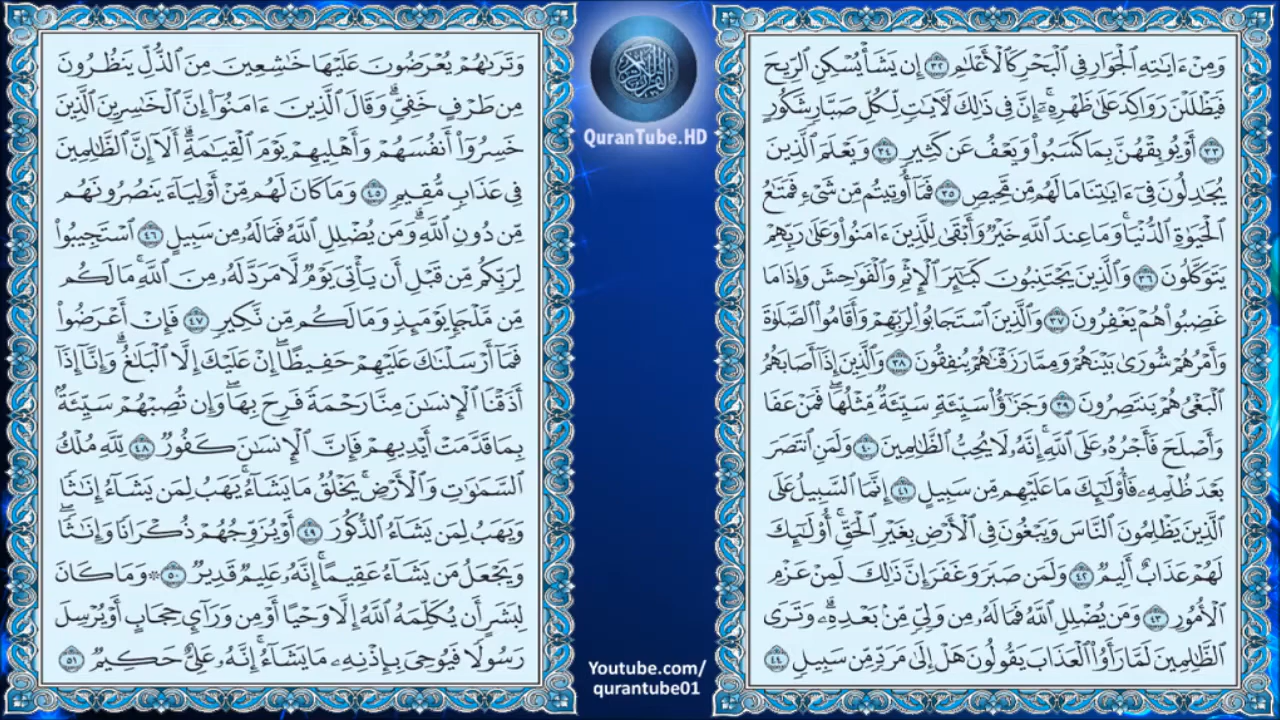 وَمِنْ ءَايَٰتِهِ ٱلْجَوَارِ فِى ٱلْبَحْرِ كَٱلْأَعْلَٰمِ ٣٢ إِن يَشَأْ يُسْكِنِ ٱلرِّيحَ
فَيَظْلَلْنَ رَوَاكِدَ عَلَىٰ ظَهْرِهِۦٓ ۚ إِنَّ فِى ذَٰلِكَ لَءَايَٰتٍ لِّكُلِّ صَبَّارٍ شَكُورٍ
٣٣ أَوْ يُوبِقْهُنَّ بِمَا كَسَبُوا۟ وَيَعْفُ عَن كَثِيرٍ ٣٤ وَيَعْلَمَ ٱلَّذِينَ
يُجَٰدِلُونَ فِىٓ ءَايَٰتِنَا مَا لَهُم مِّن مَّحِيصٍ ٣٥ فَمَآ أُوتِيتُم مِّن شَىْءٍ فَمَتَٰعُ
ٱلْحَيَوٰةِ ٱلدُّنْيَا ۖ وَمَا عِندَ ٱللَّهِ خَيْرٌ وَأَبْقَىٰ لِلَّذِينَ ءَامَنُوا۟ وَعَلَىٰ رَبِّهِمْ
يَتَوَكَّلُونَ ٣٦ وَٱلَّذِينَ يَجْتَنِبُونَ كَبَٰٓئِرَ ٱلْإِثْمِ وَٱلْفَوَٰحِشَ وَإِذَا مَا
غَضِبُوا۟ هُمْ يَغْفِرُونَ ٣٧ وَٱلَّذِينَ ٱسْتَجَابُوا۟ لِرَبِّهِمْ وَأَقَامُوا۟ ٱلصَّلَوٰةَ
وَأَمْرُهُمْ شُورَىٰ بَيْنَهُمْ وَمِمَّا رَزَقْنَٰهُمْ يُنفِقُونَ ٣٨ وَٱلَّذِينَ إِذَآ أَصَابَهُمُ
ٱلْبَغْىُ هُمْ يَنتَصِرُونَ ٣٩ وَجَزَٰٓؤُا۟ سَيِّئَةٍ سَيِّئَةٌ مِّثْلُهَا ۖ فَمَنْ عَفَا
وَأَصْلَحَ فَأَجْرُهُۥ عَلَى ٱللَّهِ ۚ إِنَّهُۥ لَا يُحِبُّ ٱلظَّٰلِمِينَ ٤٠ وَلَمَنِ ٱنتَصَرَ
بَعْدَ ظُلْمِهِۦ فَأُو۟لَٰٓئِكَ مَا عَلَيْهِم مِّن سَبِيلٍ ٤١ إِنَّمَا ٱلسَّبِيلُ عَلَى
ٱلَّذِينَ يَظْلِمُونَ ٱلنَّاسَ وَيَبْغُونَ فِى ٱلْأَرْضِ بِغَيْرِ ٱلْحَقِّ ۚ أُو۟لَٰٓئِكَ
لَهُمْ عَذَابٌ أَلِيمٌ ٤٢ وَلَمَن صَبَرَ وَغَفَرَ إِنَّ ذَٰلِكَ لَمِنْ عَزْمِ
ٱلْأُمُورِ ٤٣ وَمَن يُضْلِلِ ٱللَّهُ فَمَا لَهُۥ مِن وَلِىٍّ مِّنۢ بَعْدِهِۦ ۗ وَتَرَى
ٱلظَّٰلِمِينَ لَمَّا رَأَوُا۟ ٱلْعَذَابَ يَقُولُونَ هَلْ إِلَىٰ مَرَدٍّ مِّن سَبِيلٍ ٤٤
QuranTube.HD
Youtube.com/
qurantube01
وَتَرَىٰهُمْ يُعْرَضُونَ عَلَيْهَا خَٰشِعِينَ مِنَ ٱلذُّلِّ يَنظُرُونَ
مِن طَرْفٍ خَفِىٍّ ۗ وَقَالَ ٱلَّذِينَ ءَامَنُوٓا۟ إِنَّ ٱلْخَٰسِرِينَ ٱلَّذِينَ
خَسِرُوٓا۟ أَنفُسَهُمْ وَأَهْلِيهِمْ يَوْمَ ٱلْقِيَٰمَةِ ۗ أَلَآ إِنَّ ٱلظَّٰلِمِينَ
فِى عَذَابٍ مُّقِيمٍ ٤٥ وَمَا كَانَ لَهُم مِّنْ أَوْلِيَآءَ يَنصُرُونَهُم
مِّن دُونِ ٱللَّهِ ۗ وَمَن يُضْلِلِ ٱللَّهُ فَمَا لَهُۥ مِن سَبِيلٍ ٤٦ ٱسْتَجِيبُوا۟
لِرَبِّكُم مِّن قَبْلِ أَن يَأْتِىَ يَوْمٌ لَّا مَرَدَّ لَهُۥ مِنَ ٱللَّهِ ۚ مَا لَكُم
مِّن مَّلْجَإٍ يَوْمَئِذٍ وَمَا لَكُم مِّن نَّكِيرٍ ٤٧ فَإِنْ أَعْرَضُوا۟
فَمَآ أَرْسَلْنَٰكَ عَلَيْهِمْ حَفِيظًا ۖ إِنْ عَلَيْكَ إِلَّا ٱلْبَلَٰغُ ۗ وَإِنَّآ إِذَآ
أَذَقْنَا ٱلْإِنسَٰنَ مِنَّا رَحْمَةً فَرِحَ بِهَا ۖ وَإِن تُصِبْهُمْ سَيِّئَةٌۢ
بِمَا قَدَّمَتْ أَيْدِيهِمْ فَإِنَّ ٱلْإِنسَٰنَ كَفُورٌ ٤٨ لِّلَّهِ مُلْكُ
ٱلسَّمَٰوَٰتِ وَٱلْأَرْضِ ۚ يَخْلُقُ مَا يَشَآءُ ۚ يَهَبُ لِمَن يَشَآءُ إِنَٰثًا
وَيَهَبُ لِمَن يَشَآءُ ٱلذُّكُورَ ٤٩ أَوْ يُزَوِّجُهُمْ ذُكْرَانًا وَإِنَٰثًا ۖ
وَيَجْعَلُ مَن يَشَآءُ عَقِيمًا ۚ إِنَّهُۥ عَلِيمٌ قَدِيرٌ ٥٠ ۞ وَمَا كَانَ
لِبَشَرٍ أَن يُكَلِّمَهُ ٱللَّهُ إِلَّا وَحْيًا أَوْ مِن وَرَآئِ حِجَابٍ أَوْ يُرْسِلَ
رَسُولًا فَيُوحِىَ بِإِذْنِهِۦ مَا يَشَآءُ ۚ إِنَّهُۥ عَلِىٌّ حَكِيمٌ ٥١